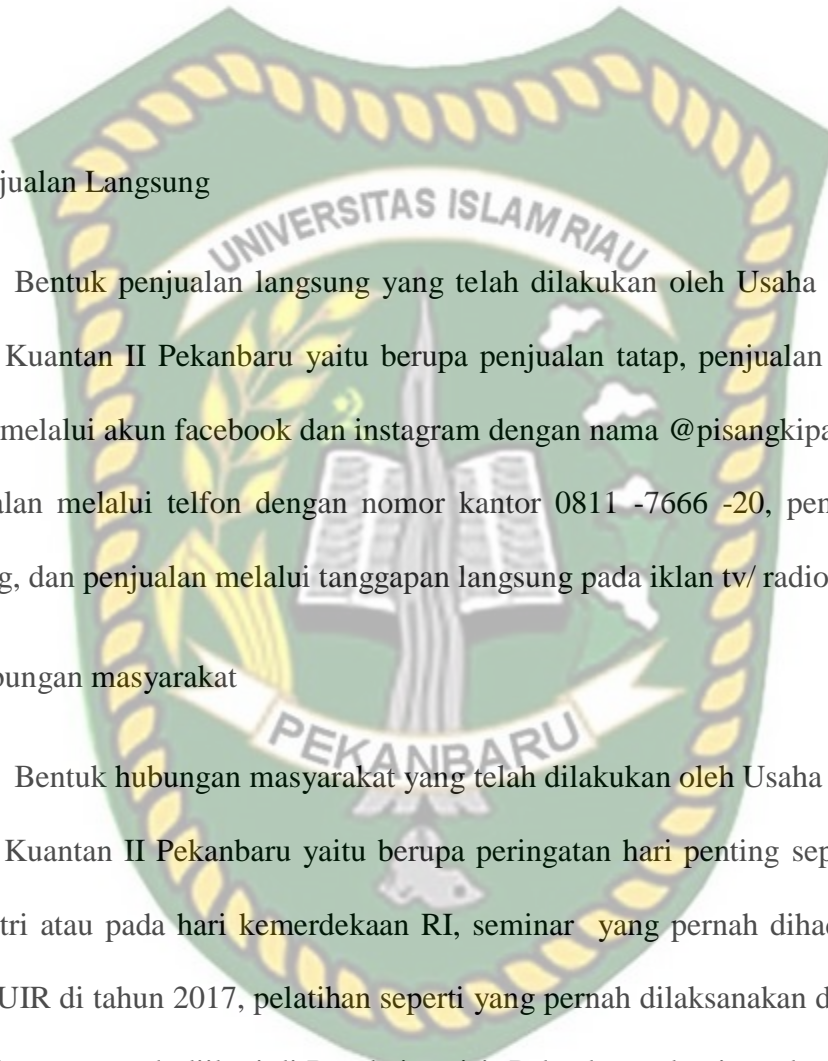 jualan Langsung
UNIVERSITAS ISLAM RIAU
Bentuk penjualan langsung yang telah dilakukan oleh Usaha
Kuantan II Pekanbaru yaitu berupa penjualan tatap, penjualan
melalui akun facebook dan instagram dengan nama @pisangkipa
alan melalui telfon dengan nomor kantor 0811 -7666 -20, pen
g, dan penjualan melalui tanggapan langsung pada iklan tv/ radio
bungan masyarakat
PEKANBARU
Bentuk hubungan masyarakat yang telah dilakukan oleh Usaha
Kuantan II Pekanbaru yaitu berupa peringatan hari penting sep
tri atau pada hari kemerdekaan RI, seminar yang pernah dihad
UIR di tahun 2017, pelatihan seperti yang pernah dilaksanakan d